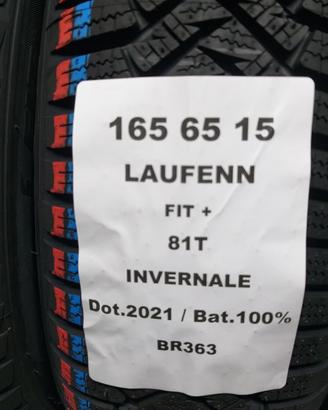 165 65 15
LAUFENN
FIT +
81T
INVERNALE
Dot.2021 / Bat.100%
BR363